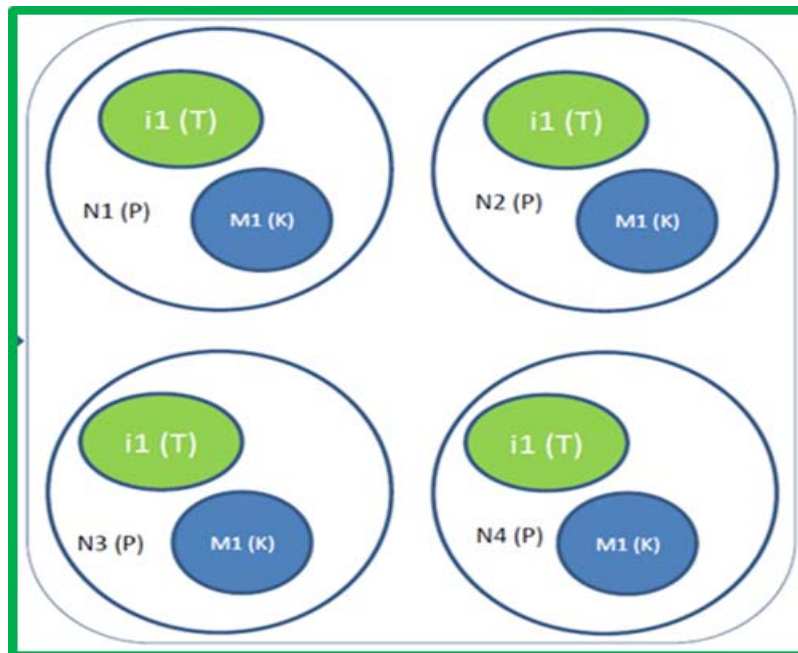 i1 (T)
N1 (P)
M1 (K)
i1 (T)
N2 (P)
M1 (K)
i1 (T)
N3 (P)
M1 (K)
i1 (T)
N4 (P)
M1 (K)